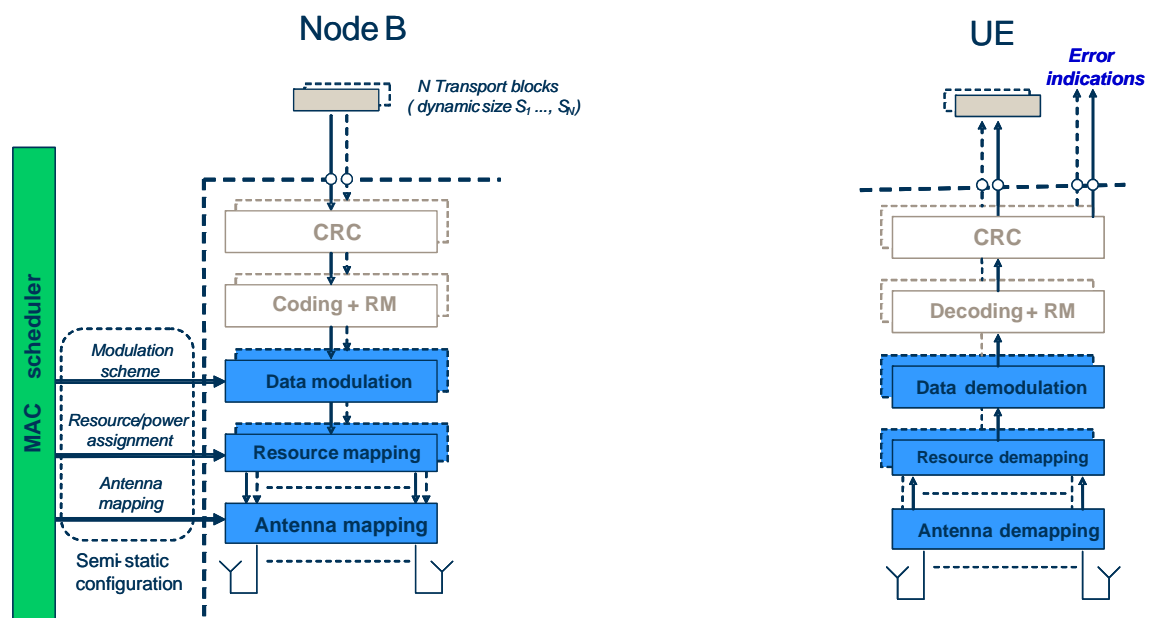 Node B
UE
N Transport blocks
( dynamic size S1 ..., SN)
Error
indications
CRC
Coding + RM
Data modulation
Resource mapping
Antenna mapping
MAC scheduler
Modulation
scheme
Resource/power
assignment
Antenna
mapping
Semi-static
configuration
CRC
Decoding + RM
Data demodulation
Resource demapping
Antenna demapping